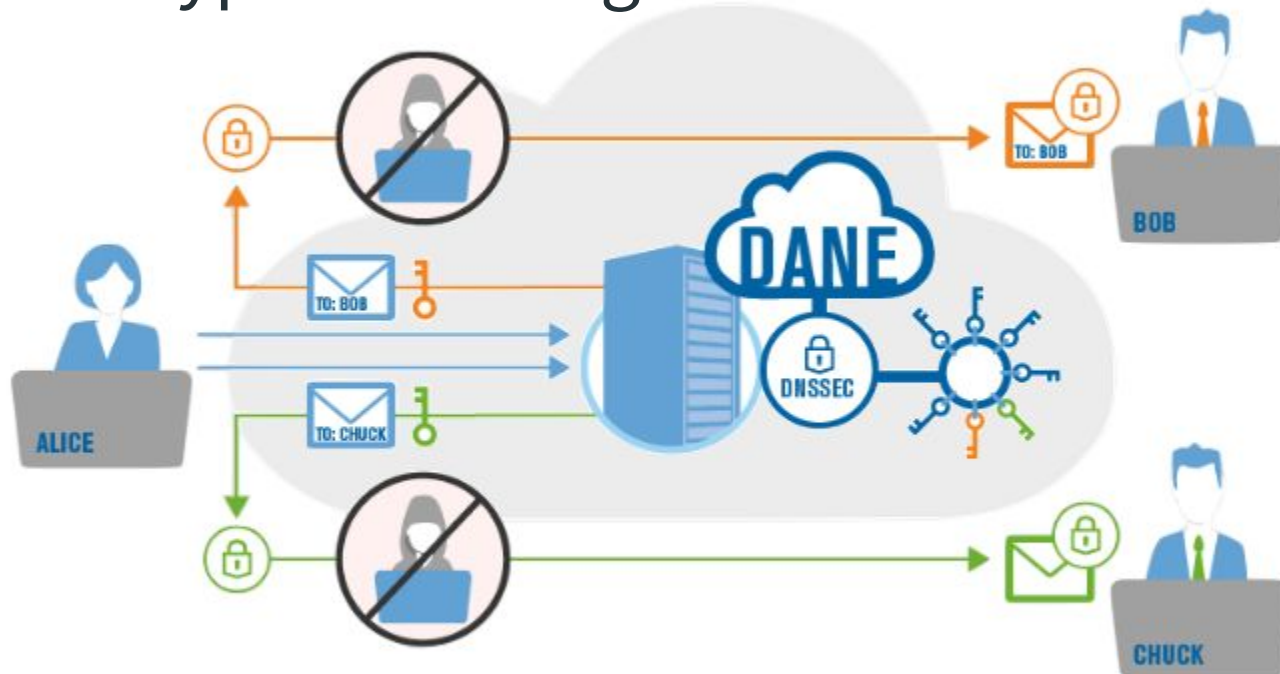 TO: BOB
BOB
DANE
TO: BOB
DNSSEC
TO: CHUCK
ALICE
CHUCK